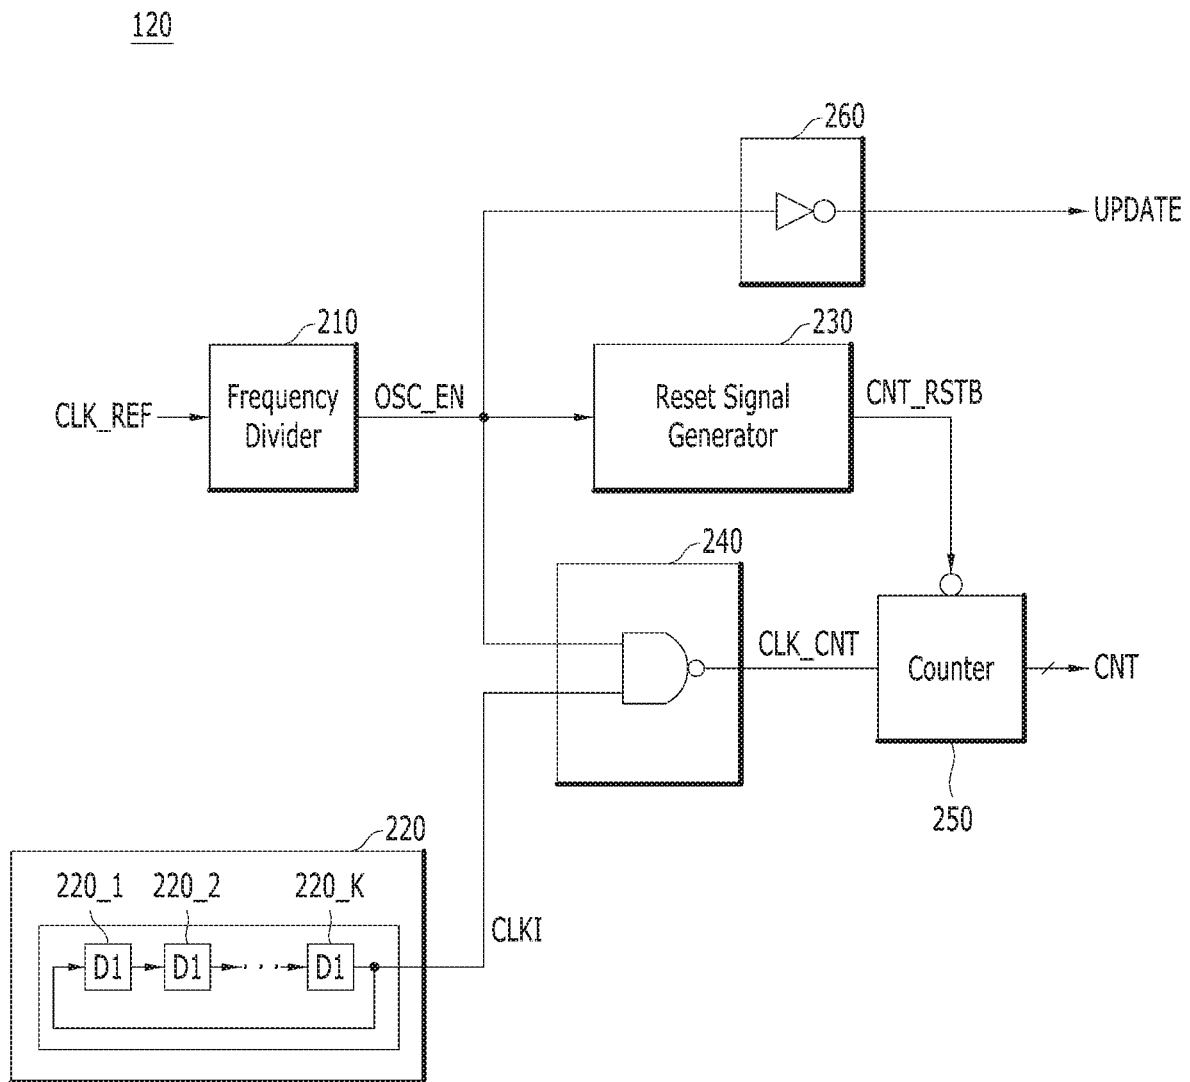 120
260
UPDATE
210
230
CLK_REF
Frequency
Divider
OSC_EN
Reset Signal
Generator
CNT_RSTB
240
CLK_CNT
Counter
CNT
250
220
220_1
220_2
220_K
D1
D1
D1
CLKI